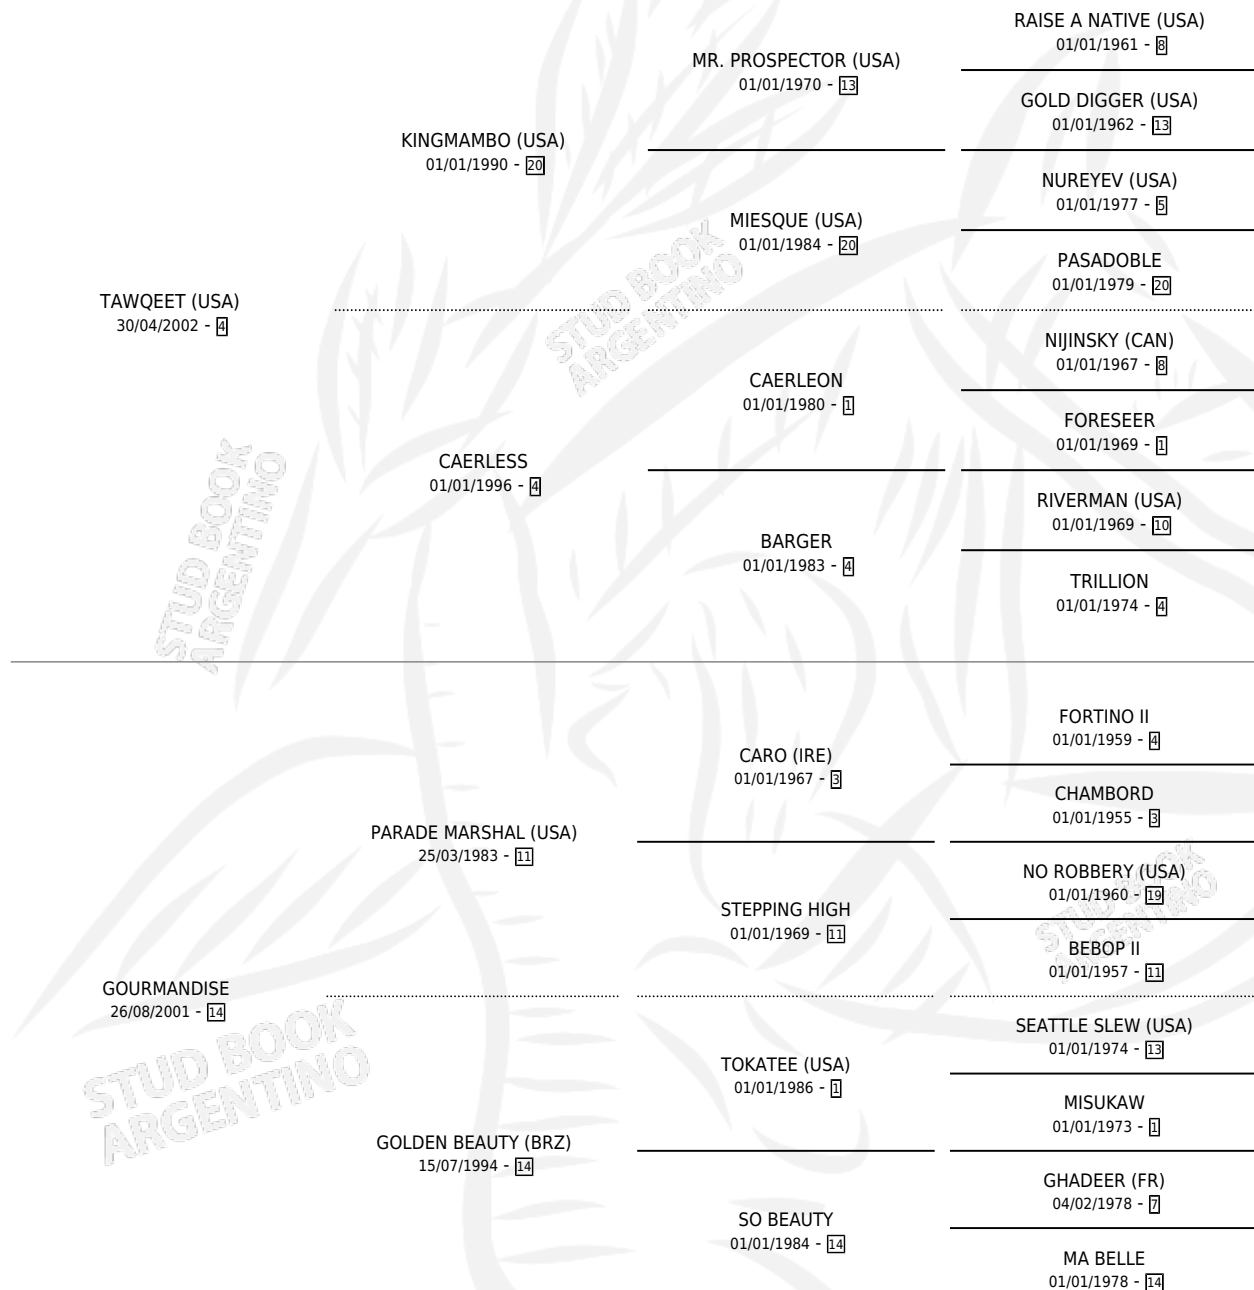 RAISE A NATIVE (USA)
01/01/1961 - 8
MR. PROSPECTOR (USA)
01/01/1970 - 13
GOLD DIGGER (USA)
01/01/1962 - 13
KINGMAMBO (USA)
01/01/1990 - 20
NUREYEV (USA)
01/01/1977 - 5
MIESQUE (USA)
01/01/1984 - 20
PASADOBLE
01/01/1979 - 20
TAWQEET (USA)
30/04/2002 - 4
STUD BOOK
ARGENTINO
NIJINSKY (CAN)
01/01/1967 - 8
CAERLEON
01/01/1980 - 1
FORESEER
01/01/1969 - 1
CAERLESS
01/01/1996 - 4
RIVERMAN (USA)
01/01/1969 - 10
BARGER
01/01/1983 - 4
TRILLION
01/01/1974 - 4
STUD BOOK
ARGENTINO
FORTINO II
01/01/1959 - 4
CARO (IRE)
01/01/1967 - 3
CHAMBORD
01/01/1955 - 3
PARADE MARSHAL (USA)
25/03/1983 - 11
NO ROBBERY (USA)
01/01/1960 - 19
STEPPING HIGH
01/01/1969 - 11
STUD BOOK
ARGENTINO
BEBOP II
01/01/1957 - 11
GOURMANDISE
26/08/2001 - 14
STUD BOOK
ARGENTINO
SEATTLE SLEW (USA)
01/01/1974 - 13
TOKATEE (USA)
01/01/1986 - 1
MISUKAW
01/01/1973 - 1
GOLDEN BEAUTY (BRZ)
15/07/1994 - 14
GHADEER (FR)
04/02/1978 - 7
SO BEAUTY
01/01/1984 - 14
MA BELLE
01/01/1978 - 14